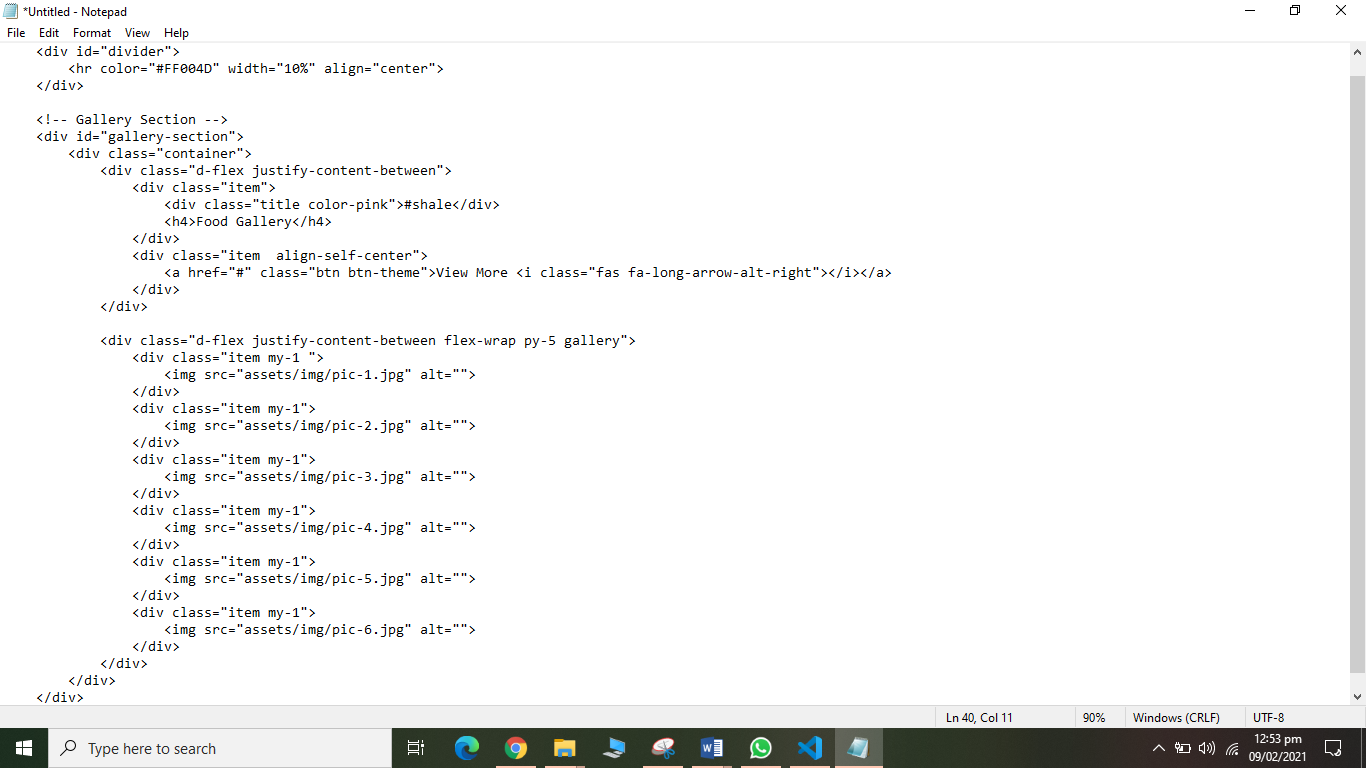 *Untitled - Notepad
File Edit Format View Help
    <div id="divider">
        <hr color="#FF004D" width="10%" align="center">
    </div>

    <!-- Gallery Section -->
    <div id="gallery-section">
        <div class="container">
            <div class="d-flex justify-content-between">
                <div class="item">
                    <div class="title color-pink">#shale</div>
                    <h4>Food Gallery</h4>
                </div>
                <div class="item  align-self-center">
                    <a href="#" class="btn btn-theme">View More <i class="fas fa-long-arrow-alt-right"></i></a>
                </div>
            </div>

            <div class="d-flex justify-content-between flex-wrap py-5 gallery">
                <div class="item my-1 ">
                    <img src="assets/img/pic-1.jpg" alt="">
                </div>
                <div class="item my-1">
                    <img src="assets/img/pic-2.jpg" alt="">
                </div>
                <div class="item my-1">
                    <img src="assets/img/pic-3.jpg" alt="">
                </div>
                <div class="item my-1">
                    <img src="assets/img/pic-4.jpg" alt="">
                </div>
                <div class="item my-1">
                    <img src="assets/img/pic-5.jpg" alt="">
                </div>
                <div class="item my-1">
                    <img src="assets/img/pic-6.jpg" alt="">
                </div>
            </div>
        </div>
    </div>
Ln 40, Col 11 90% Windows (CRLF) UTF-8
Type here to search
12:53 pm
09/02/2021